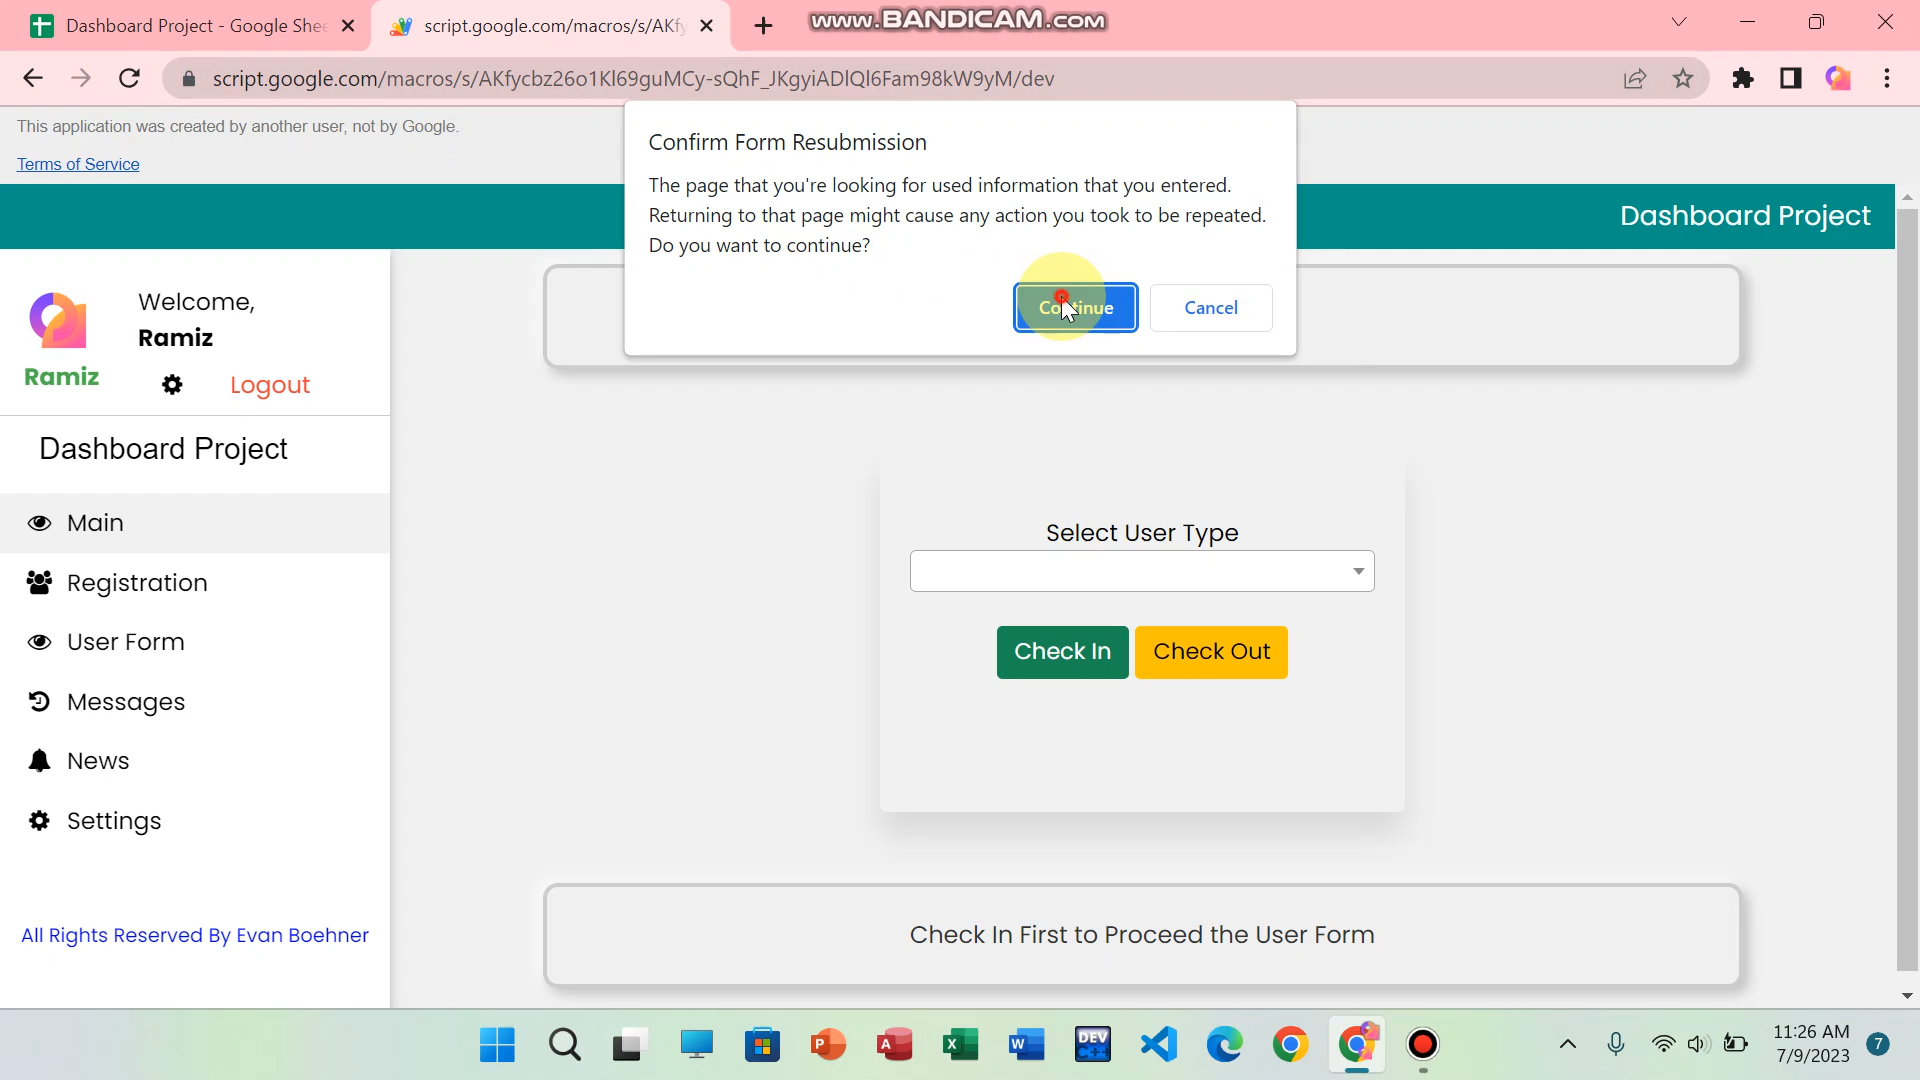 Dashboard Project - Google Shee
script.google.com/macros/s/AKfy
www.BANDICAM.com
script.google.com/macros/s/AKfycbz26o1Kl69guMCy-sQhF_JKgyiADlQl6Fam98kW9yM/dev
This application was created by another user, not by Google.
Terms of Service
Confirm Form Resubmission
The page that you're looking for used information that you entered.
Returning to that page might cause any action you took to be repeated.
Do you want to continue?
Continue
Cancel
Dashboard Project
Welcome,
Ramiz
Ramiz
Logout
Dashboard Project
Main
Registration
User Form
Messages
News
Settings
All Rights Reserved By Evan Boehner
Select User Type
Check In
Check Out
Check In First to Proceed the User Form
P
A
X
W
DEV
C++
11:26 AM
7/9/2023
7